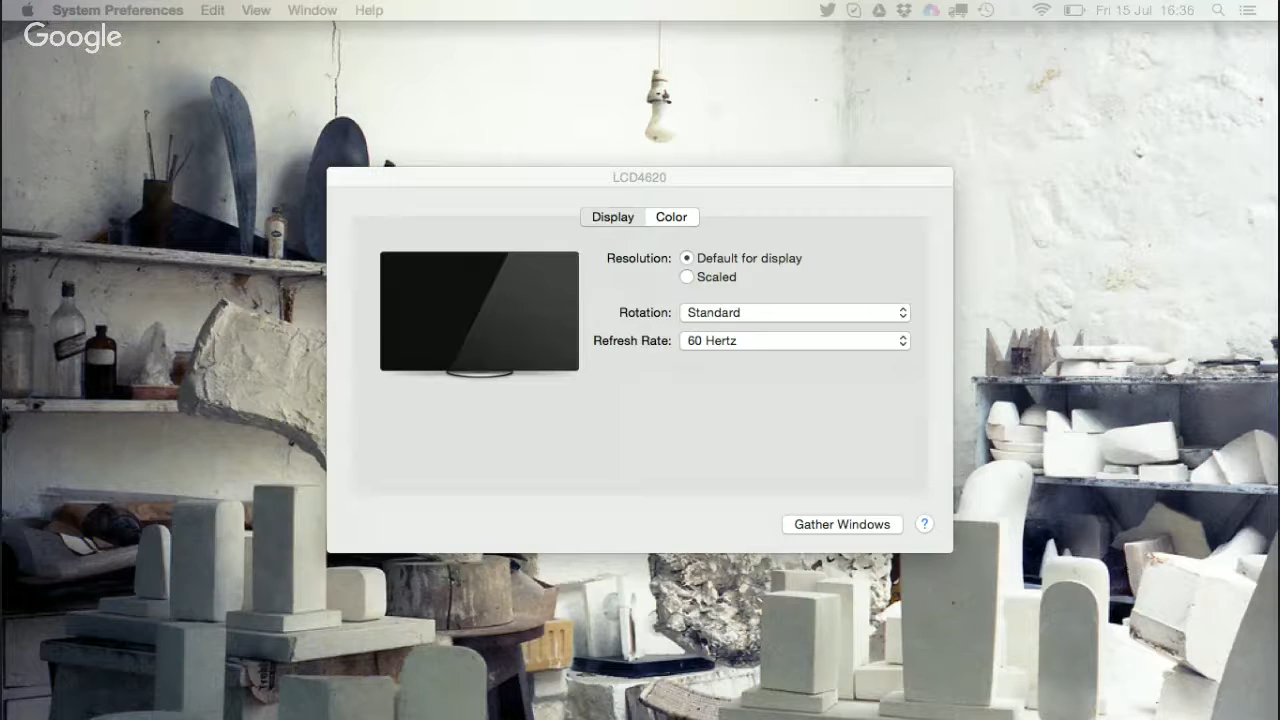 System Preferences Edit View Window Help Fri 15 Jul 16:36
Google
LCD4620
Display Color
Resolution: Default for display
Scaled
Rotation: Standard
Refresh Rate: 60 Hertz
Gather Windows ?